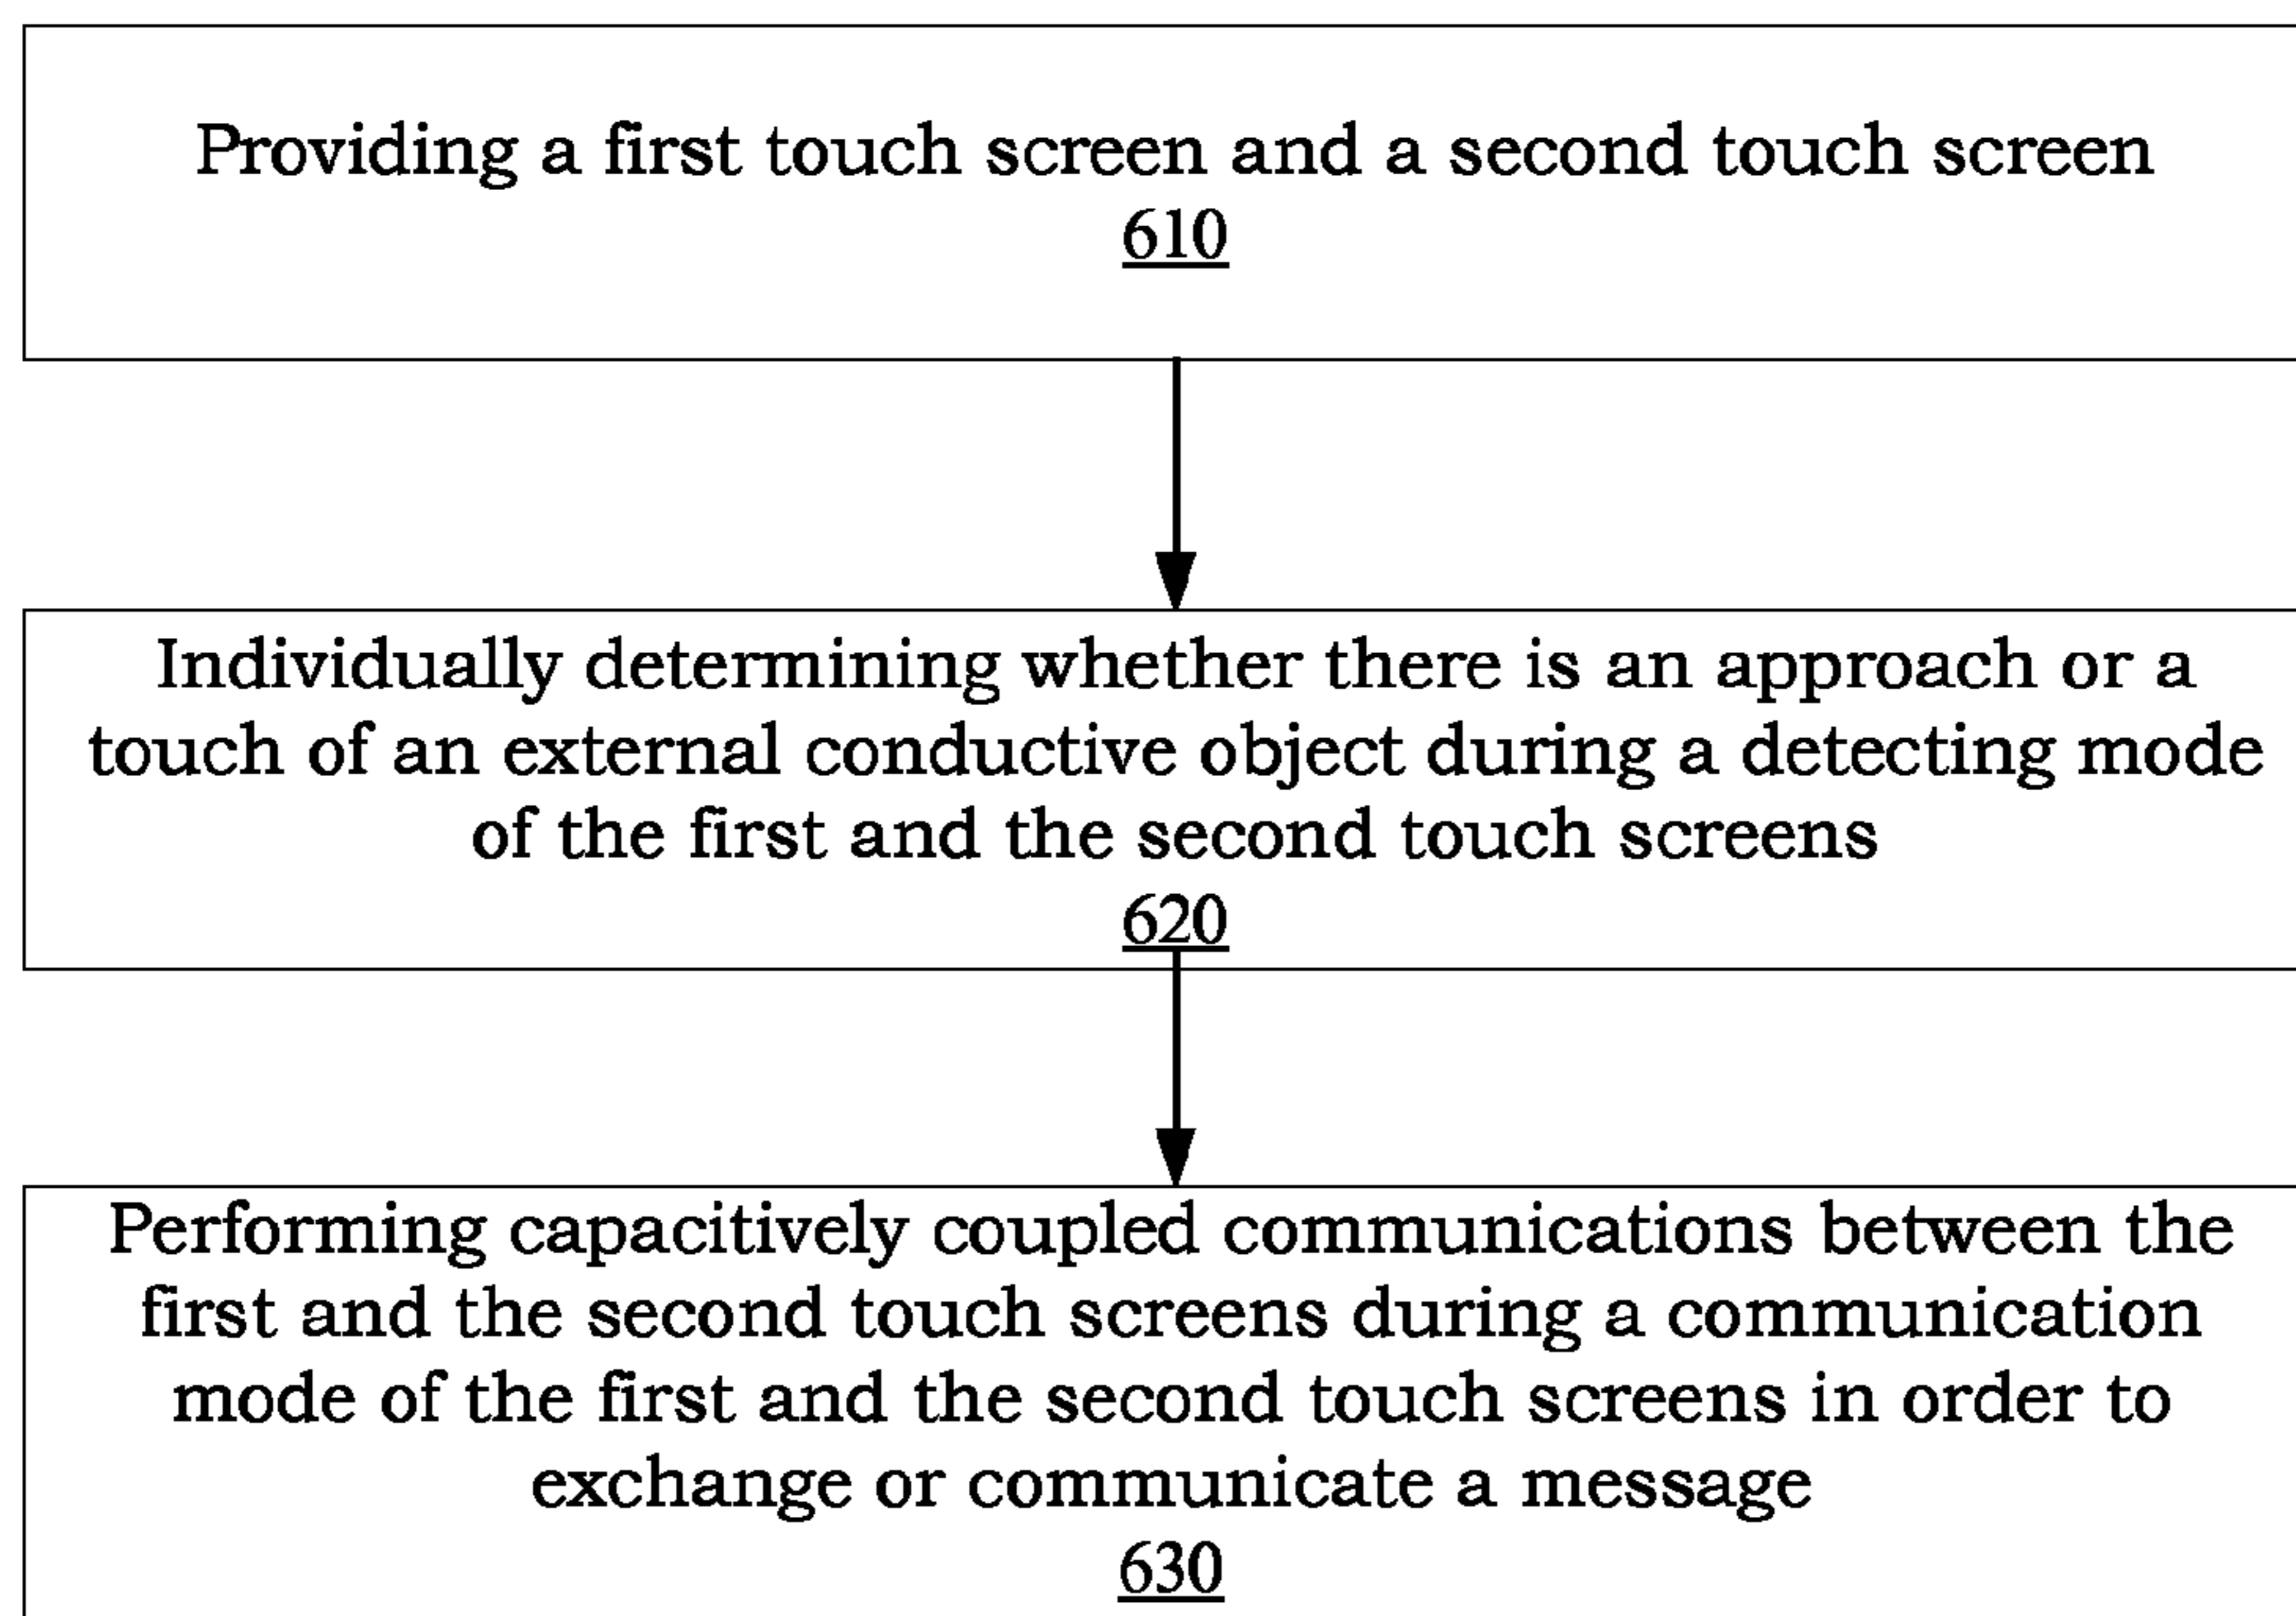 Providing a first touch screen and a second touch screen
610
Individually determining whether there is an approach or a
touch of an external conductive object during a detecting mode
of the first and the second touch screens
620
Performing capacitively coupled communications between the
first and the second touch screens during a communication
mode of the first and the second touch screens in order to
exchange or communicate a message
630